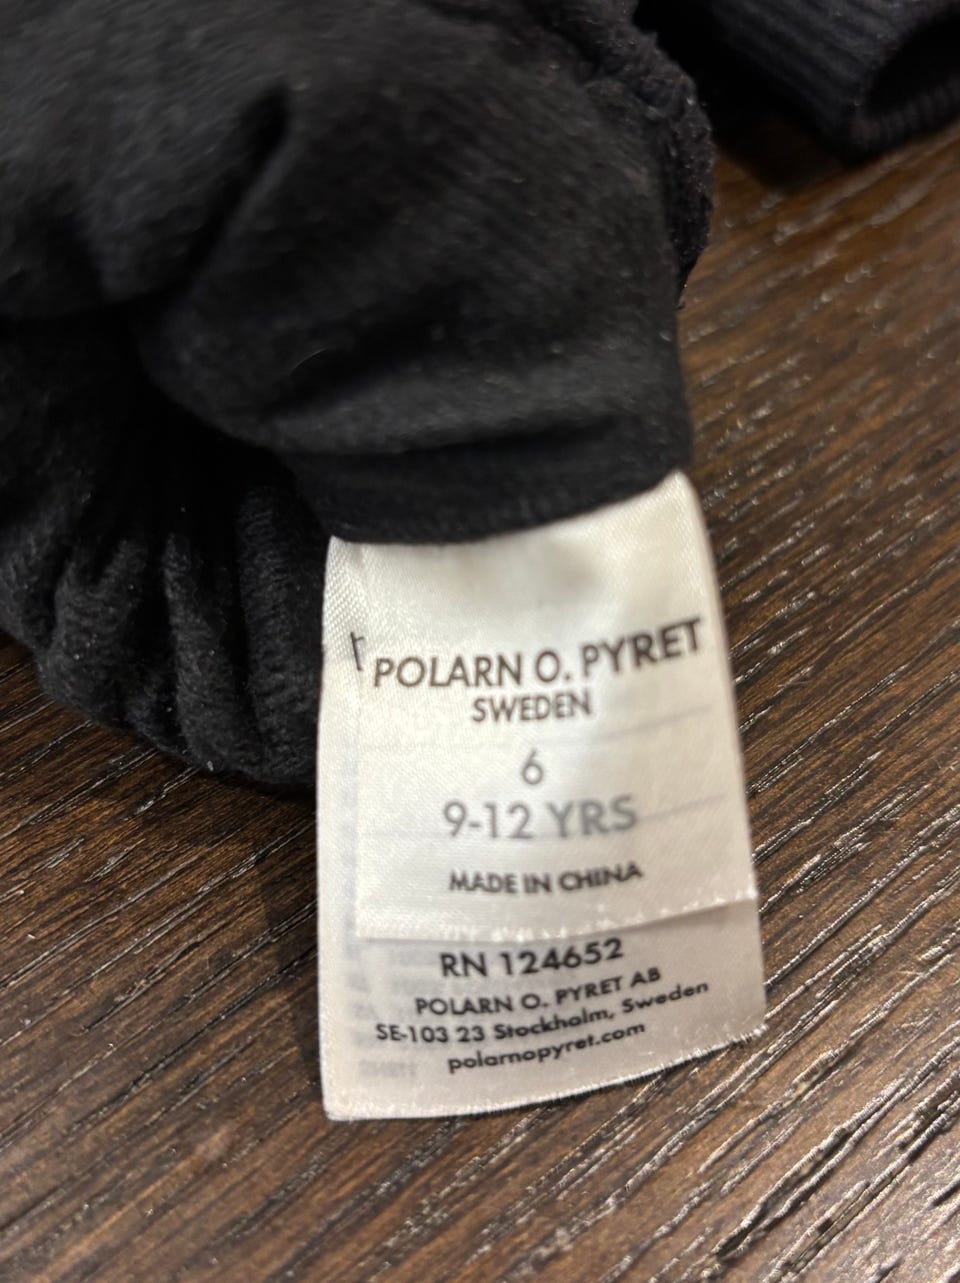 POLARN O. PYRET
SWEDEN
6
9-12 YRS
MADE IN CHINA
RN 124652
POLARN O. PYRET AB
SE-103 23 Stockholm, Sweden
polarnopyret.com